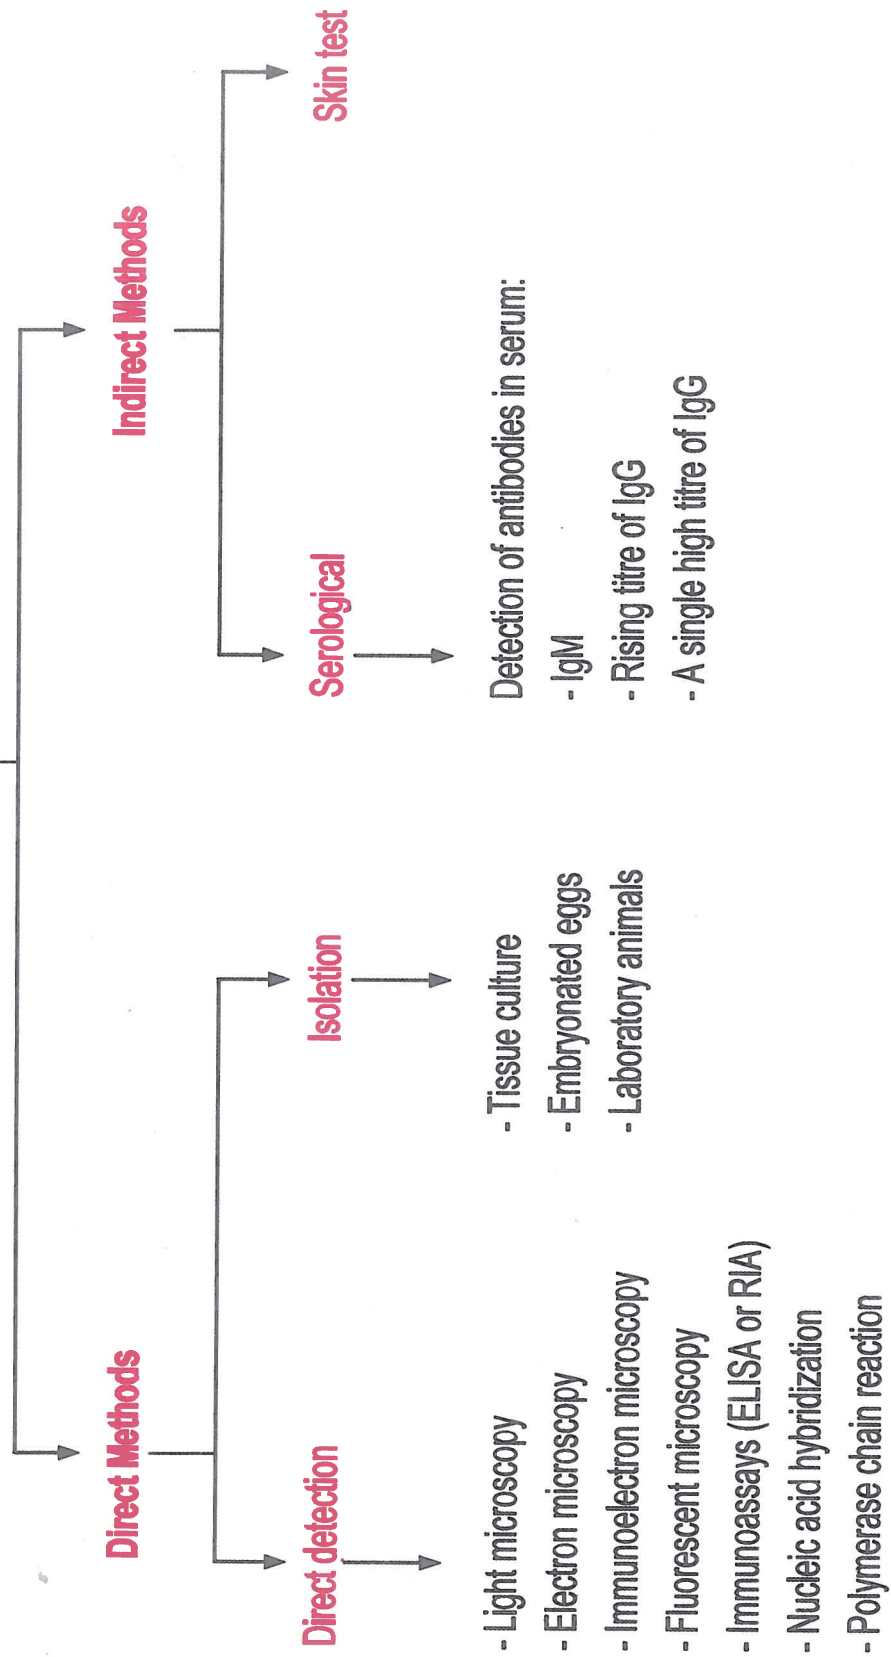 Direct Methods
Indirect Methods
Direct detection
Isolation
Serological
Skin test
- Light microscopy
- Electron microscopy
- Immunoelectron microscopy
- Fluorescent microscopy
- Immunoassays (ELISA or RIA)
- Nucleic acid hybridization
- Polymerase chain reaction
- Tissue culture
- Embryonated eggs
- Laboratory animals
Detection of antibodies in serum:
- IgM
- Rising titre of IgG
- A single high titre of IgG